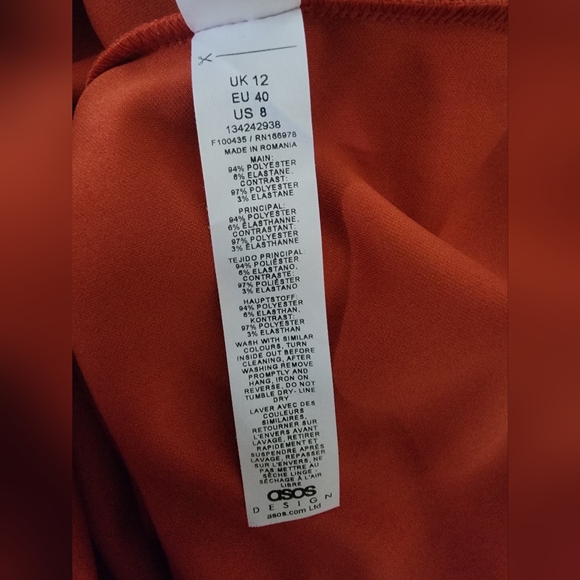 UK 12
EU 40
US 8
134242938
F100435 / RN166978
MADE IN ROMANIA
MAIN:
94% POLYESTER
6% ELASTANE,
CONTRAST:
97% POLYESTER
3% ELASTANE
PRINCIPAL:
94% POLYESTER
6% ÉLASTHANNE,
CONTRASTANT:
97% POLYESTER
3% ÉLASTHANNE
TEJIDO PRINCIPAL:
94% POLIÉSTER
6% ELASTANO,
CONTRASTE:
97% POLIÉSTER
3% ELASTANO
HAUPTSTOFF:
94% POLYESTER
6% ELASTHAN,
KONTRAST:
97% POLYESTER
3% ELASTHAN
WASH WITH SIMILAR
COLOURS, TURN
INSIDE OUT BEFORE
CLEANING, AFTER
WASHING REMOVE
PROMPTLY AND
HANG, IRON ON
REVERSE, DO NOT
TUMBLE DRY- LINE
DRY
LAVER AVEC DES
COULEURS
SIMILAIRES,
RETOURNER SUR
L'ENVERS AVANT
LAVAGE, RETIRER
RAPIDEMENT ET
SUSPENDRE APRÈS
LAVAGE, REPASSER
SUR L'ENVERS, NE
PAS METTRE AU
SÈCHE LINGE -
SÉCHAGE À L'AIR
LIBRE
asos
DESIGN
asos.com Ltd